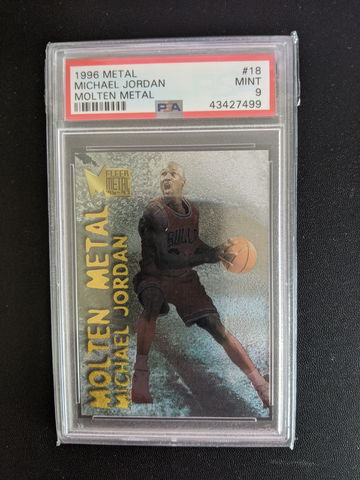 1996 METAL #18
MICHAEL JORDAN MINT
MOLTEN METAL 9
PSA 43427499
FLEER
METAL
BULLS
MOLTEN METAL
MICHAEL JORDAN